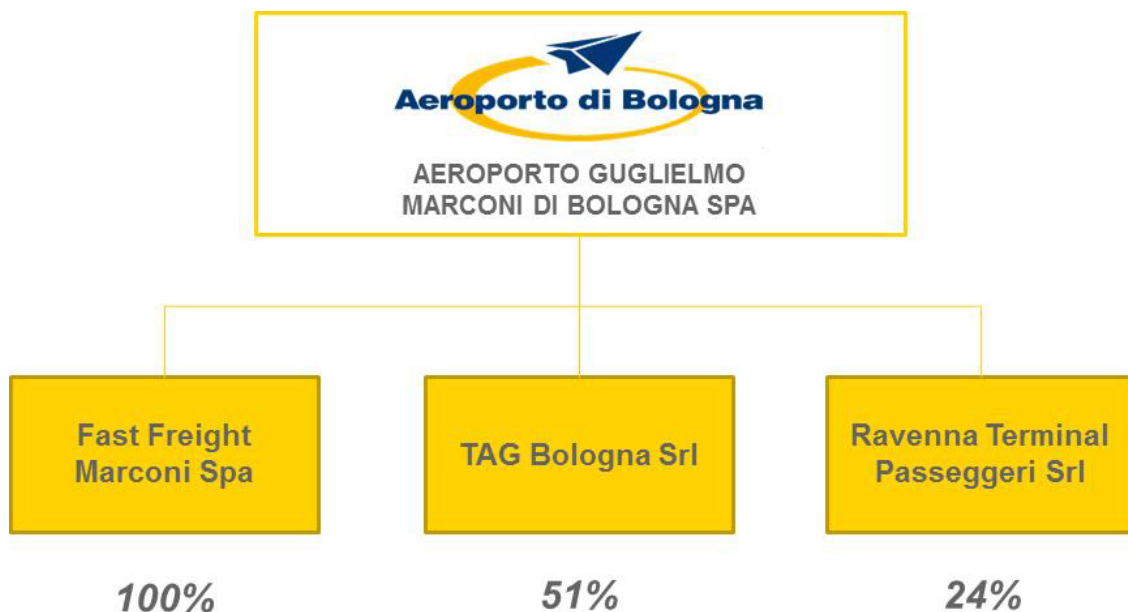 Aeroporto di Bologna
AEROPORTO GUGLIELMO
MARCONI DI BOLOGNA SPA
Fast Freight
Marconi Spa
TAG Bologna Srl
Ravenna Terminal
Passeggeri Srl
100%
51%
24%